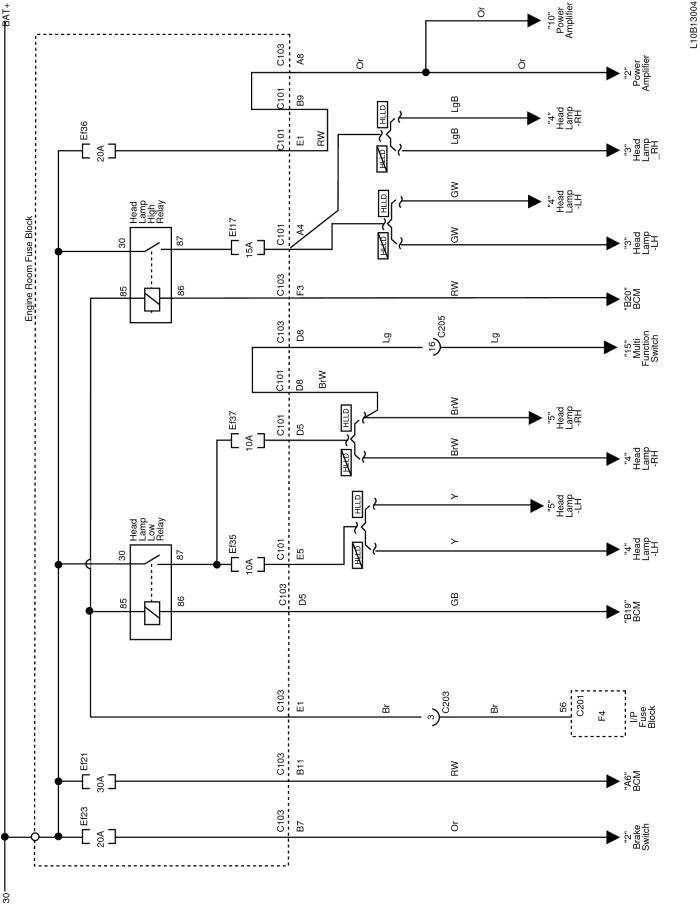 30
BAT+
Engine Room Fuse Block
Ef23
20A
C103
B7
Or
"2"
Brake
Switch
Ef21
30A
C103
B11
RW
"A6"
BCM
C103
E1
Br
3
C203
Br
56
C201
F4
I/P
Fuse
Block
Head
Lamp
Low
Relay
85
86
30
87
C103
D5
GB
"B19"
BCM
Ef35
10A
C101
E5
HLLD
HLLD
Y
Y
"4"
Head
Lamp
-LH
"5"
Head
Lamp
-LH
Ef37
10A
C101
D5
HLLD
HLLD
BrW
BrW
"4"
Head
Lamp
-RH
"5"
Head
Lamp
-RH
C101
D8
BrW
C103
D8
Lg
16
C205
Lg
"15"
Multi
Function
Switch
Head
Lamp
High
Relay
85
86
30
87
C103
F3
RW
"B20"
BCM
Ef17
15A
C101
A4
HLLD
HLLD
GW
GW
"3"
Head
Lamp
-LH
"4"
Head
Lamp
-LH
HLLD
HLLD
LgB
LgB
"3"
Head
Lamp
_RH
"4"
Head
Lamp
-RH
Ef36
20A
C101
E1
RW
C101
B9
C103
A8
Or
Or
Or
"2"
Power
Amplifier
"10"
Power
Amplifier
L10B13004